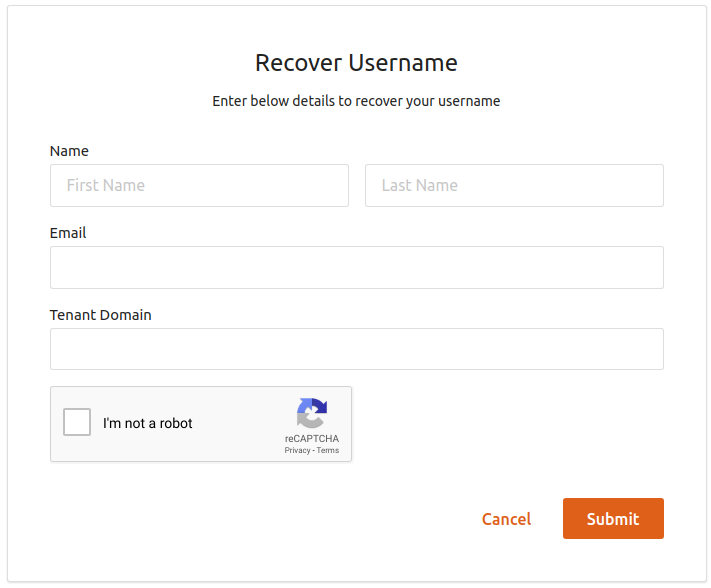 Recover Username
Enter below details to recover your username
Name
First Name
Last Name
Email
Tenant Domain
I'm not a robot
reCAPTCHA
Privacy - Terms
Cancel
Submit